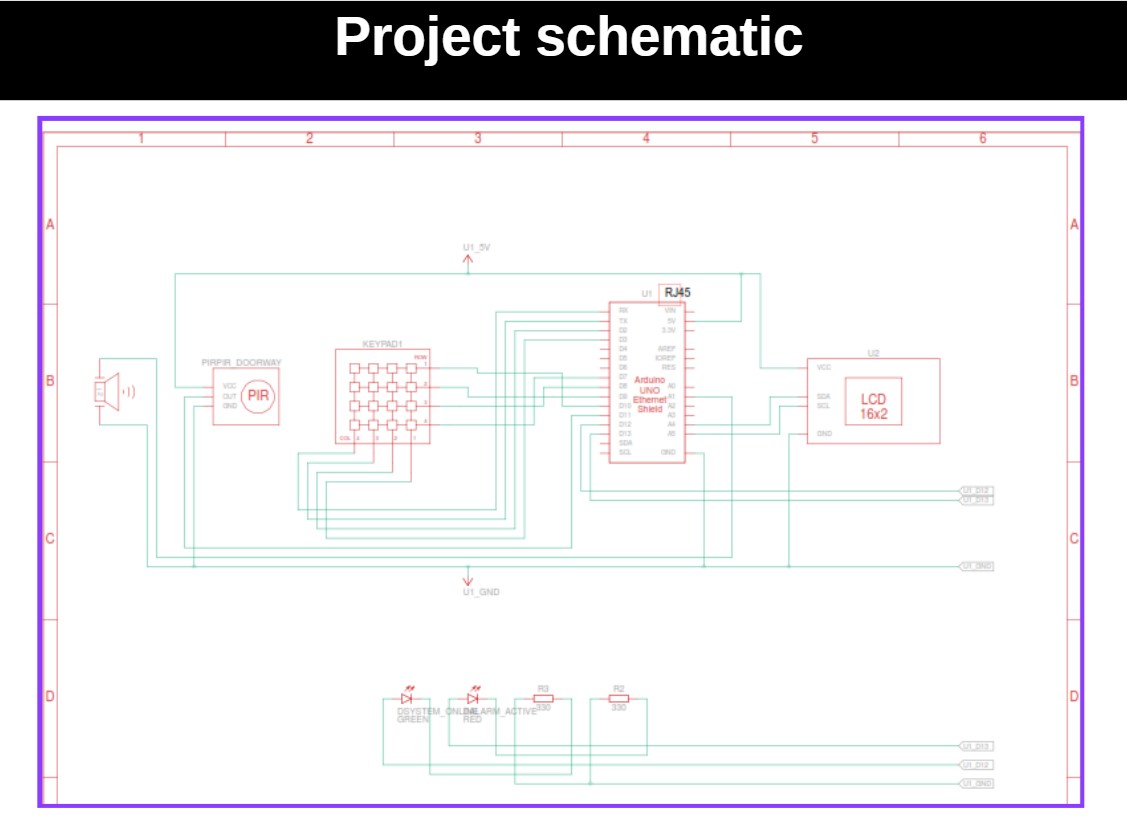 Project schematic
1 2 3 4 5 6
A A
U1_5V
U1 RJ45
RX VIN
TX 5V
D2 3.3V
D3
D4 AREF
D5 IOREF
D6 RES
D7
D8 A0
D9 A1
D10 A2
D11 A3
D12 A4
D13 A5
SDA
SCL GND
Arduino
UNO
Ethernet
Shield
KEYPAD1
ROW
1
2
3
4
COL 4 3 2 1
PIRPIR_DOORWAY
VCC
OUT
GND
PIR
U2
VCC
SDA
SCL
GND
LCD
16x2
B B
U1_D12
U1_D13
C C
U1_GND
U1_GND
D D
DSYSTEM_ONLINE
GREEN
DALARM_ACTIVE
RED
R3
330
R2
330
U1_D13
U1_D12
U1_GND